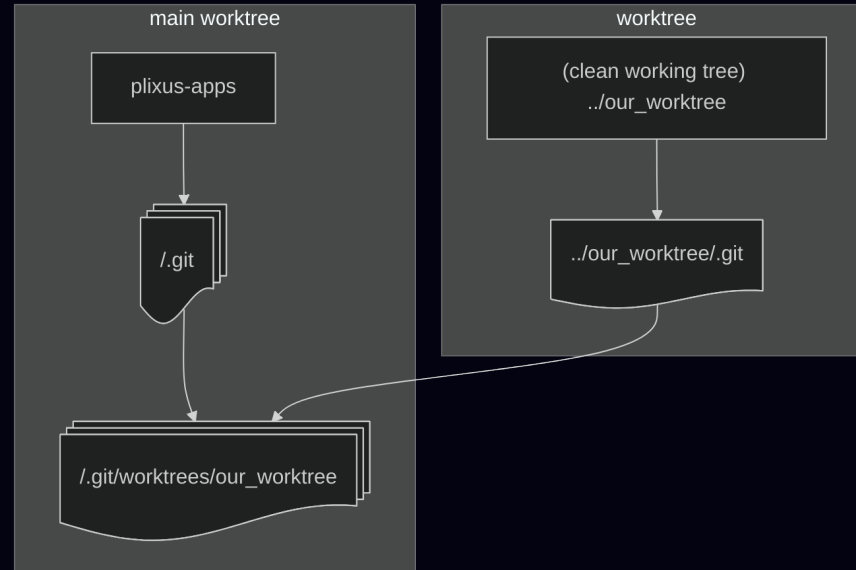 main worktree
plixus-apps
/.git
/.git/worktrees/our_worktree
worktree
(clean working tree)
../our_worktree
../our_worktree/.git